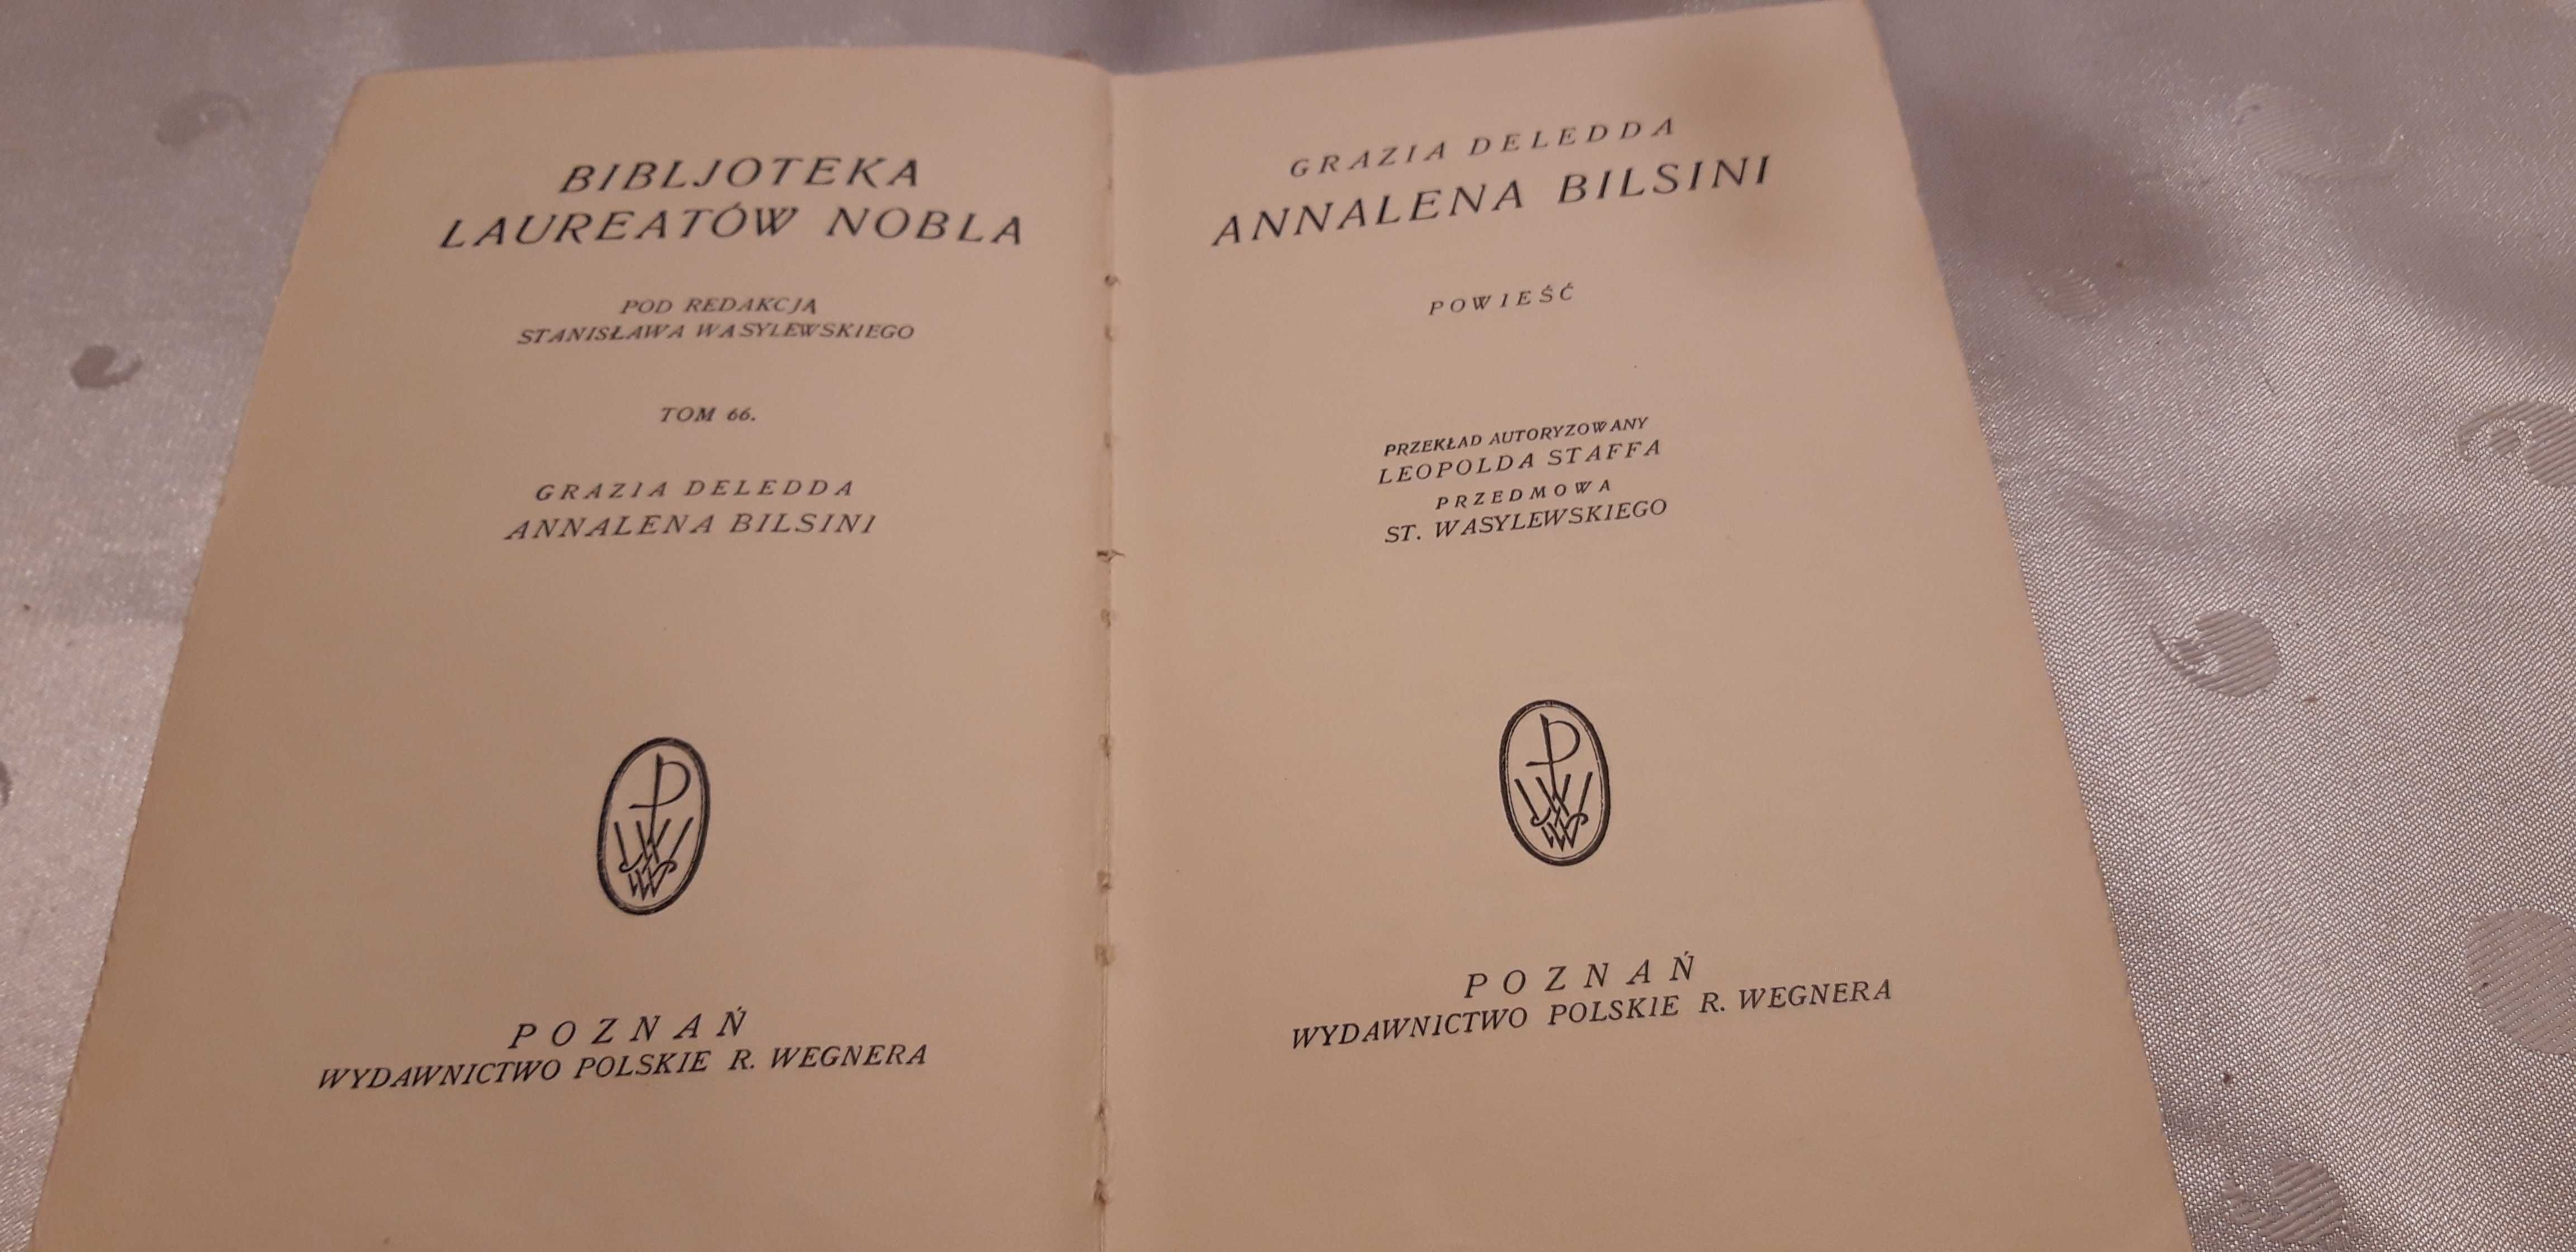 BIBLJOTEKA
LAUREATÓW NOBLA
POD REDAKCJĄ
STANISŁAWA WASYLEWSKIEGO
TOM 66.
GRAZIA DELEDDA
ANNALENA BILSINI
POZNAŃ
WYDAWNICTWO POLSKIE R. WEGNERA
GRAZIA DELEDDA
ANNALENA BILSINI
POWIEŚĆ
PRZEKŁAD AUTORYZOWANY
LEOPOLDA STAFFA
PRZEDMOWA
ST. WASYLEWSKIEGO
POZNAŃ
WYDAWNICTWO POLSKIE R. WEGNERA